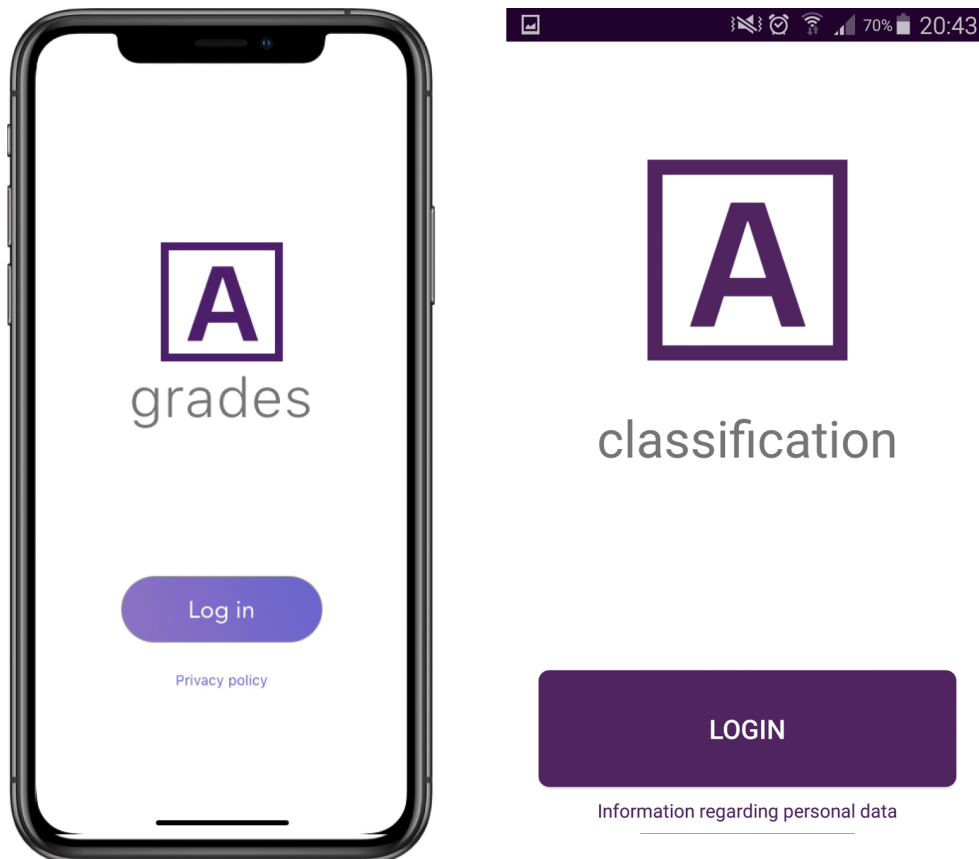 A
grades
Log in
Privacy policy
70% 20:43
A
classification
LOGIN
Information regarding personal data